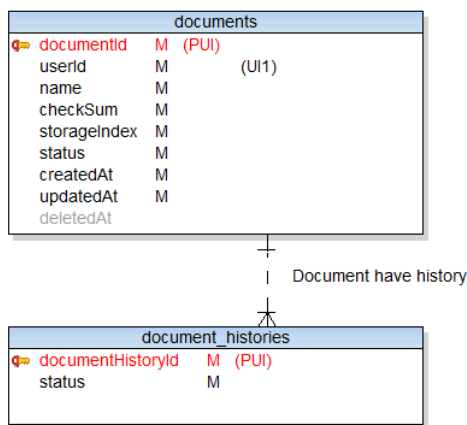 documents
documentId M (PUI)
userId M (UI1)
name M
checkSum M
storageIndex M
status M
createdAt M
updatedAt M
deletedAt
Document have history
document_histories
documentHistoryId M (PUI)
status M